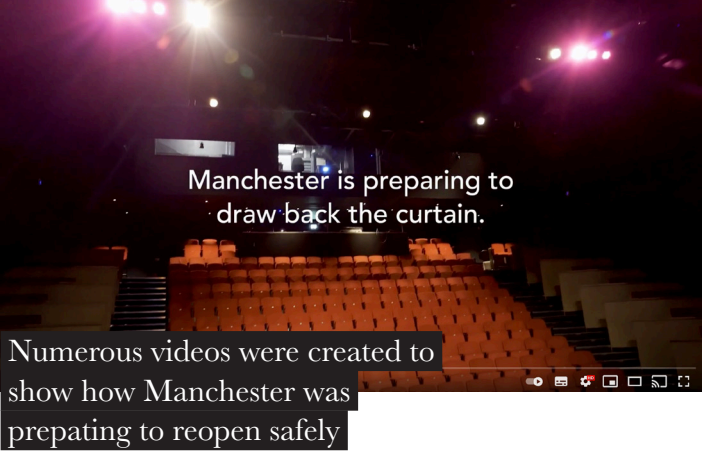 Manchester is preparing to
draw back the curtain.
Numerous videos were created to
show how Manchester was
prepating to reopen safely